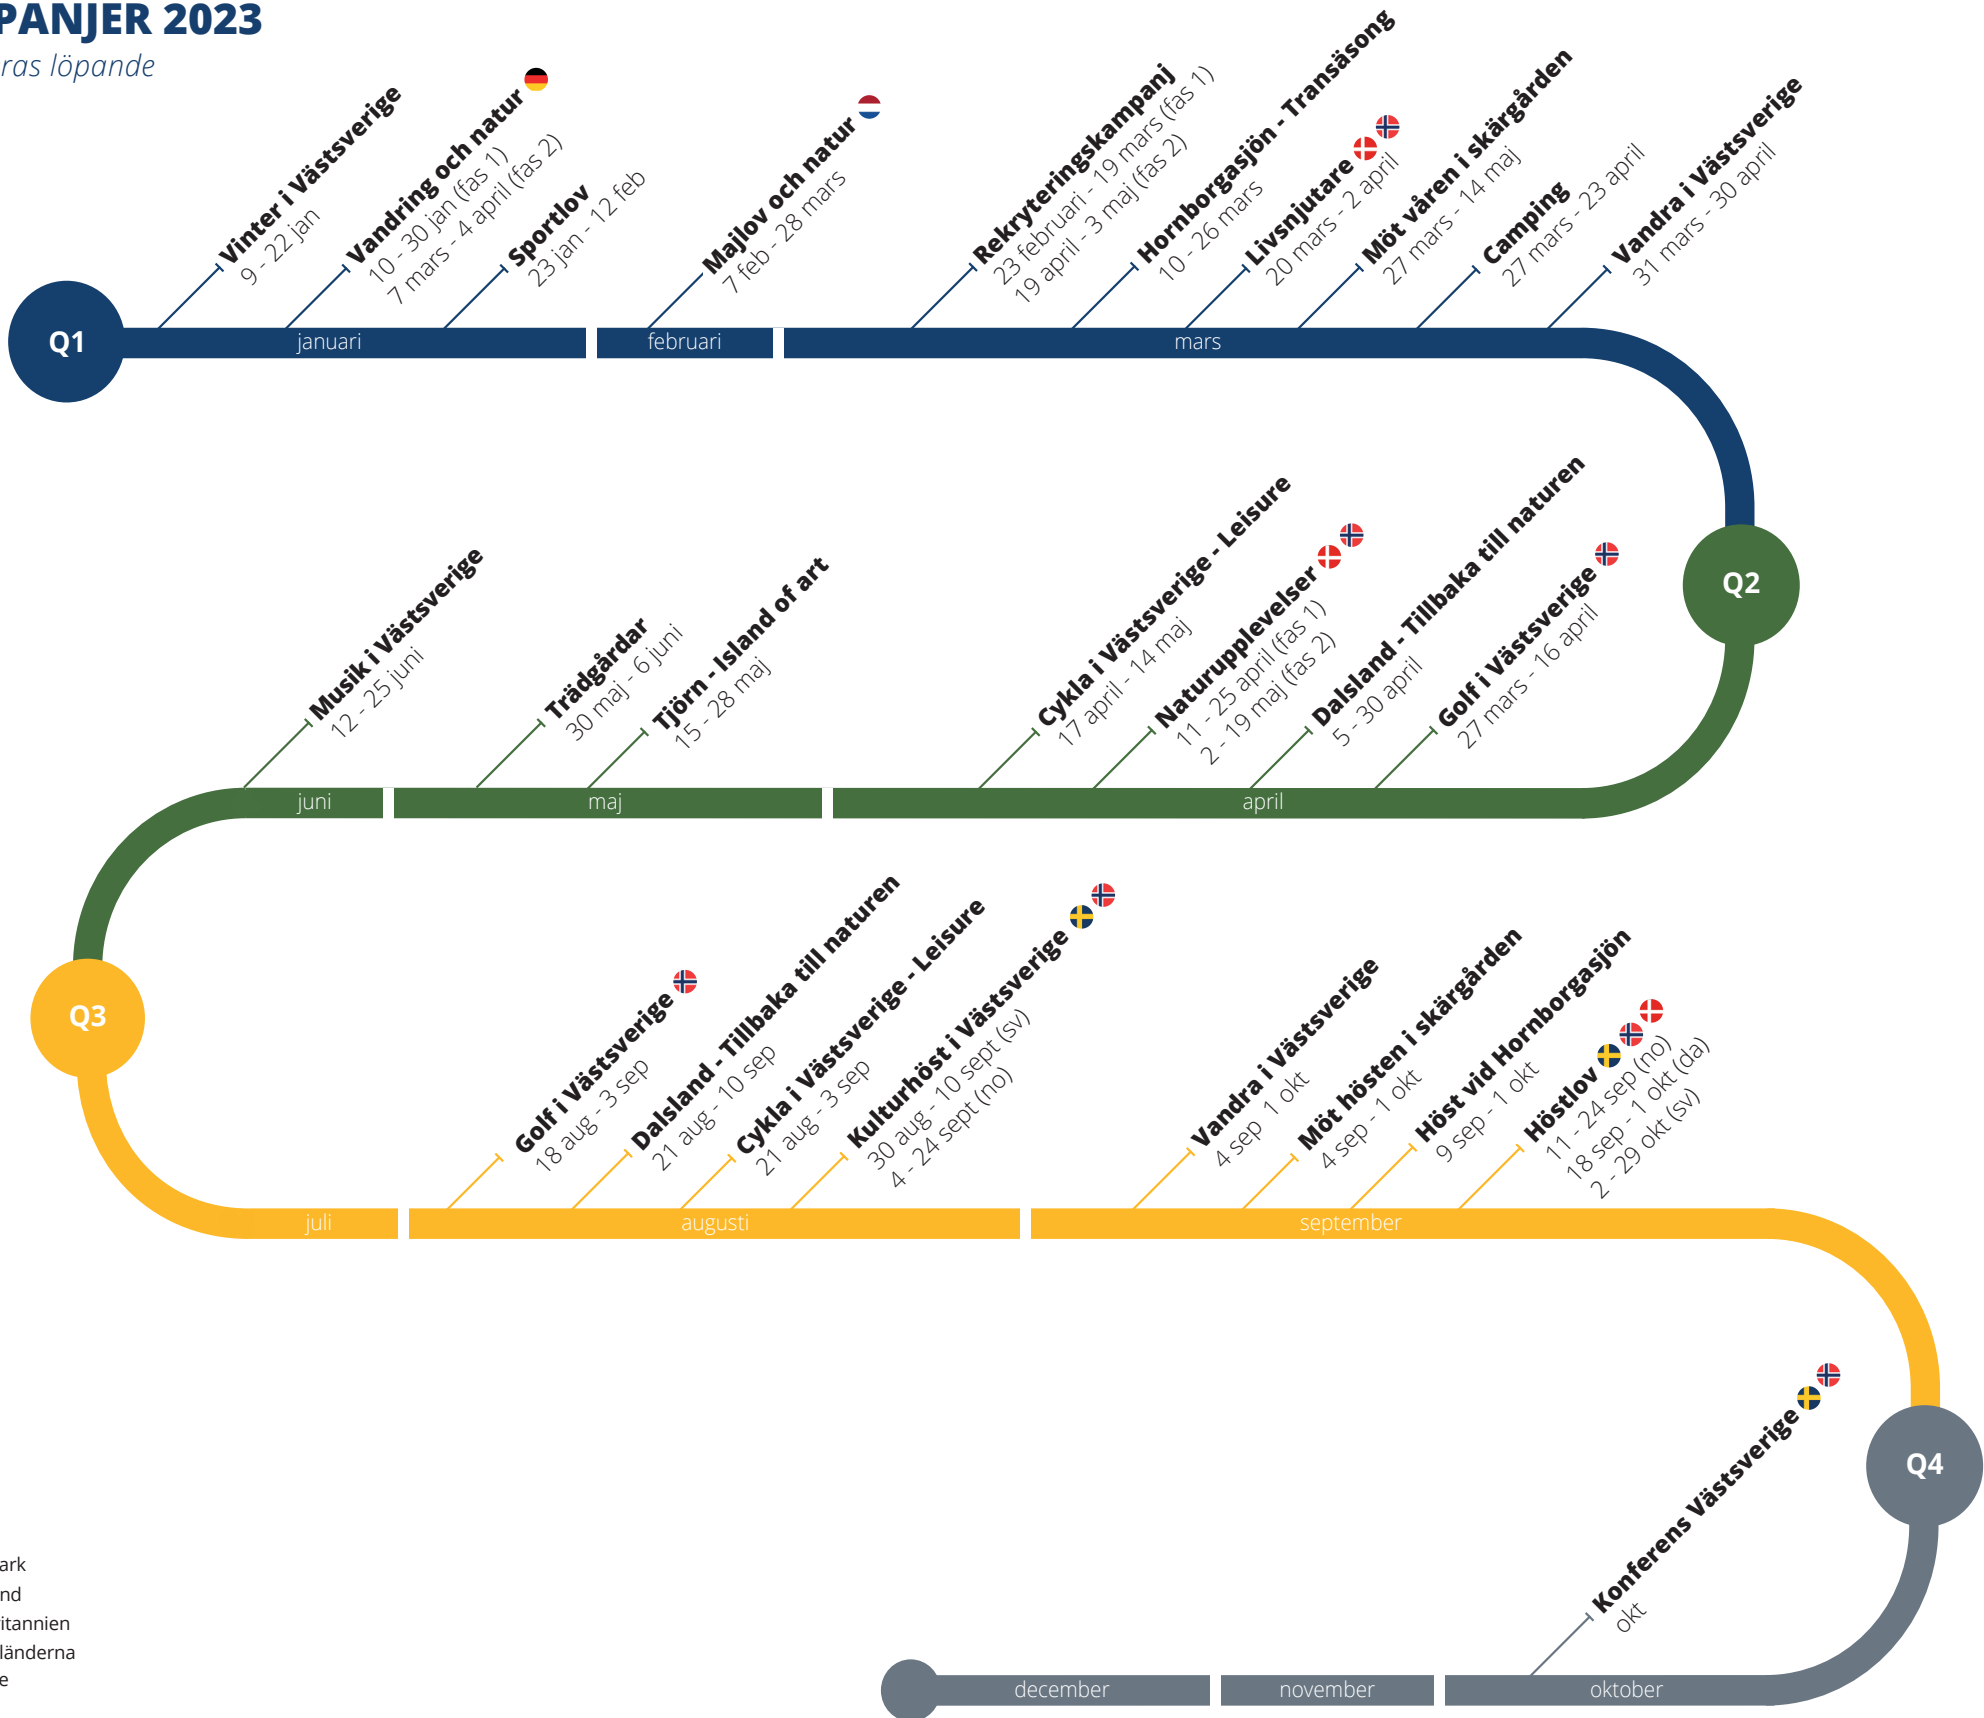 PANJER 2023
ras löpande
Vinter i Västsverige
9 - 22 jan
Vandring och natur
10 - 30 jan (fas 1)
7 mars - 4 april (fas 2)
Sportlov
23 jan - 12 feb
Majlov och natur
7 feb - 28 mars
Rekryteringskampanj
23 februari - 19 mars (fas 1)
19 april - 3 maj (fas 2)
Hornborgasjön - Transäsong
10 - 26 mars
Livsnjutare
20 mars - 2 april
Möt våren i skärgården
27 mars - 14 maj
Camping
27 mars - 23 april
Vandra i Västsverige
31 mars - 30 april
Q1
januari
februari
mars
Q2
Musik i Västsverige
12 - 25 juni
Trädgårdar
30 maj - 6 juni
Tjörn - Island of art
15 - 28 maj
Cykla i Västsverige - Leisure
17 april - 14 maj
Naturupplevelser
11 - 25 april (fas 1)
2 - 19 maj (fas 2)
Dalsland - Tillbaka till naturen
5 - 30 april
Golf i Västsverige
27 mars - 16 april
juni
maj
april
Q3
Golf i Västsverige
18 aug - 3 sep
Dalsland - Tillbaka till naturen
21 aug - 10 sep
Cykla i Västsverige - Leisure
21 aug - 3 sep
Kulturhöst i Västsverige
30 aug - 10 sept (sv)
4 - 24 sept (no)
Vandra i Västsverige
4 sep - 1 okt
Möt hösten i skärgården
4 sep - 1 okt
Höst vid Hornborgasjön
9 sep - 1 okt
Höstlov
11 - 24 sep (no)
18 sep - 1 okt (da)
2 - 29 okt (sv)
juli
augusti
september
Q4
Konferens Västsverige
okt
december
november
oktober
ark
nd
itannien
länderna
e